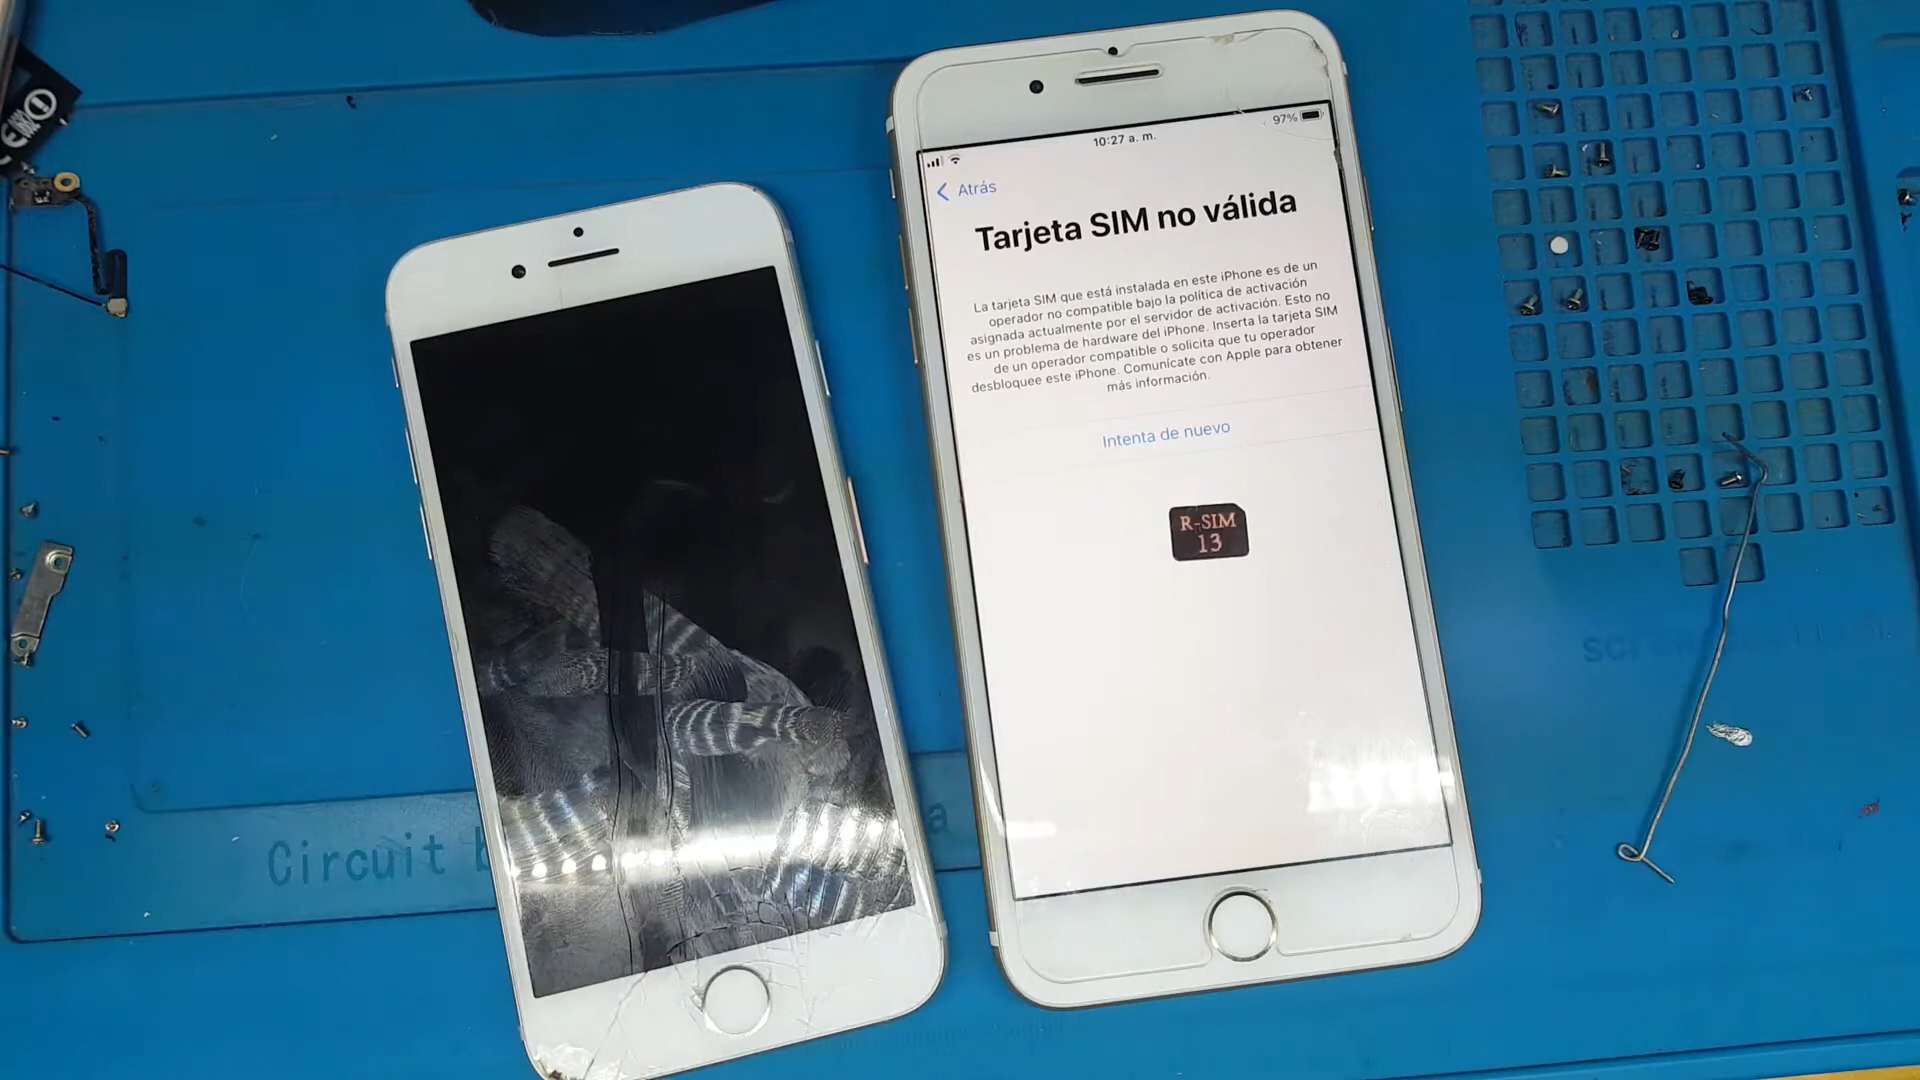 10:27 a. m.
97%
Atrás
Tarjeta SIM no válida
La tarjeta SIM que está instalada en este iPhone es de un
operador no compatible bajo la política de activación
asignada actualmente por el servidor de activación. Esto no
es un problema de hardware del iPhone. Inserta la tarjeta SIM
de un operador compatible o solicita que tu operador
desbloquee este iPhone. Comunícate con Apple para obtener
más información.
Intenta de nuevo
R-SIM
13
Circuit